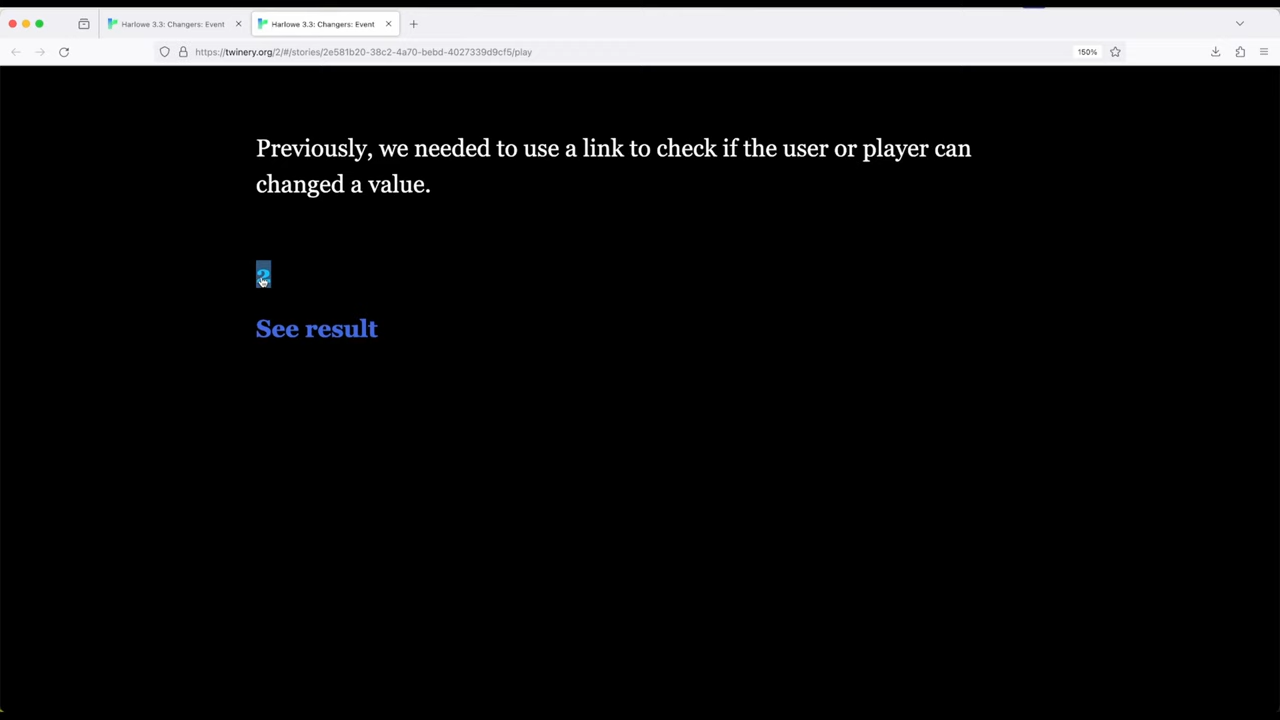 Harlowe 3.3: Changers: Event
Harlowe 3.3: Changers: Event
https://twinery.org/2/#/stories/2e581b20-38c2-4a70-bebd-4027339d9cf5/play
150%
Previously, we needed to use a link to check if the user or player can
changed a value.
2
See result